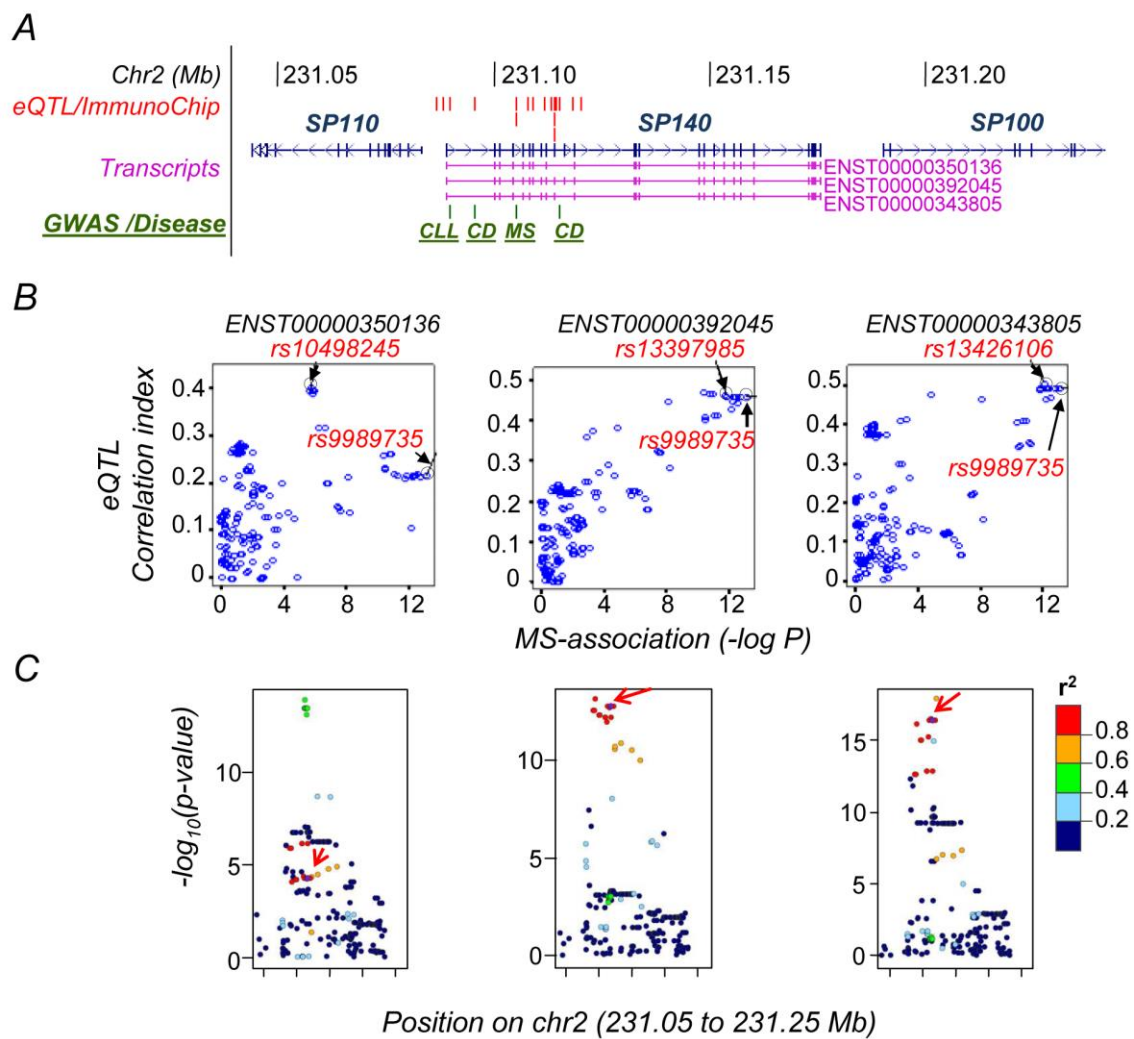 A
Chr2 (Mb) |231.05 |231.10 |231.15 |231.20
eQTL/ImmunoChip
SP110 SP140 SP100
Transcripts
ENST00000350136
ENST00000392045
ENST00000343805
GWAS /Disease
CLL CD MS CD
B
ENST00000350136 ENST00000392045 ENST00000343805
rs10498245 rs13397985 rs13426106
eQTL
Correlation index
0.4
0.3
0.2
0.1
0
rs9989735
0 4 8 12
0.5
0.4
0.3
0.2
0.1
0
rs9989735
0 4 8 12
0.5
0.4
0.3
0.2
0.1
0
rs9989735
0 4 8 12
MS-association (-log P)
C
-log10(p-value)
10
5
0
10
5
0
15
10
5
0
r2
0.8
0.6
0.4
0.2
Position on chr2 (231.05 to 231.25 Mb)